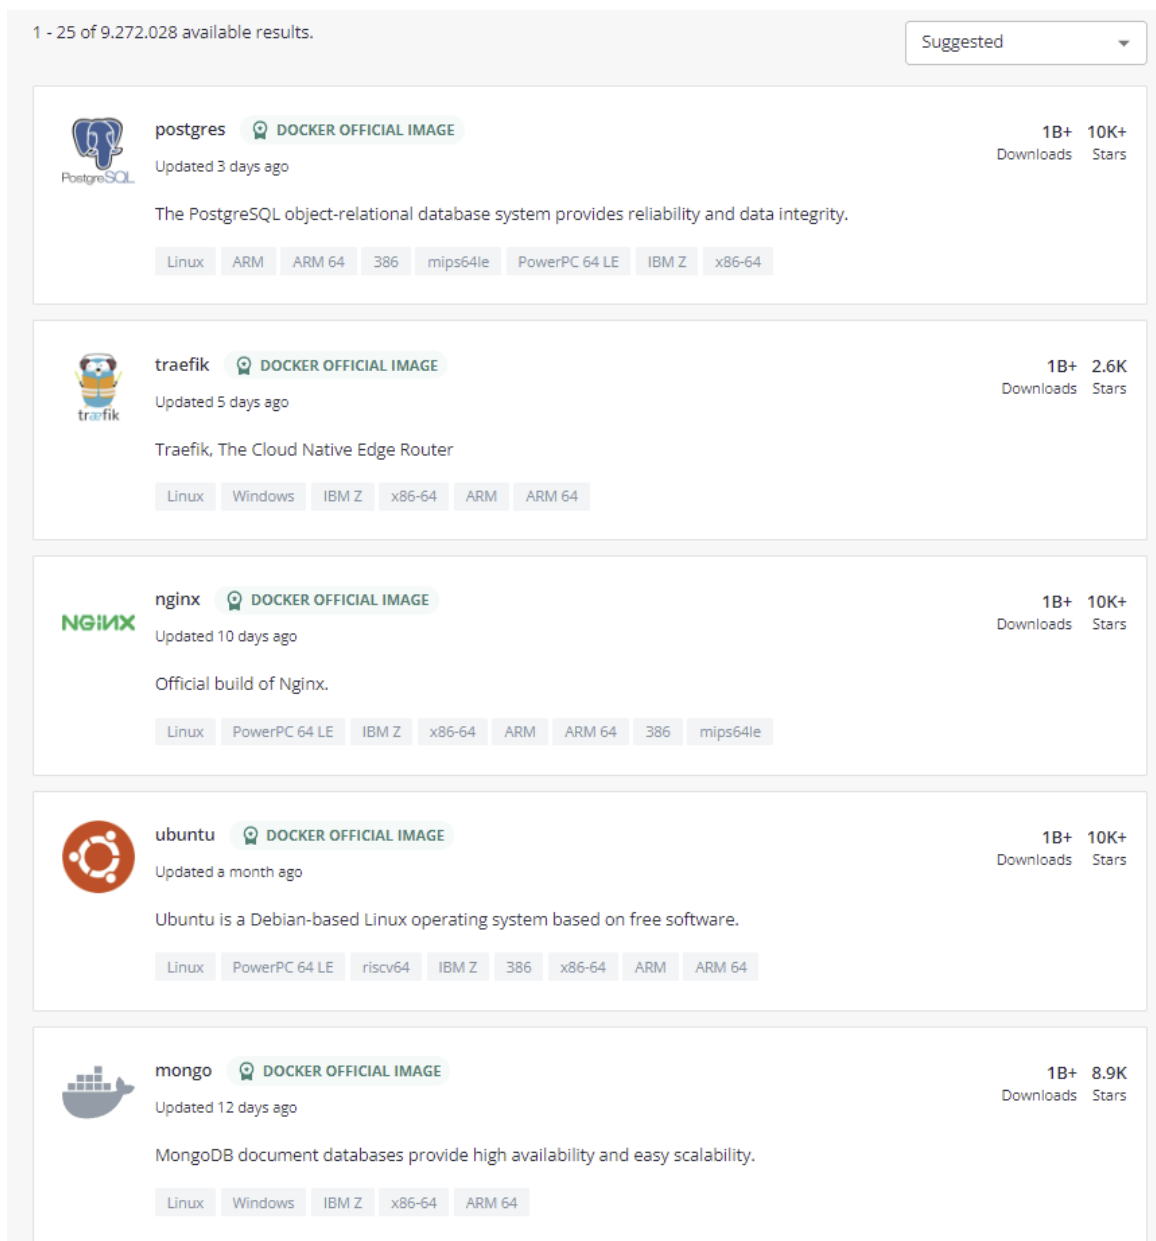 1 - 25 of 9.272.028 available results.
Suggested
postgres DOCKER OFFICIAL IMAGE
1B+ 10K+
Downloads Stars
Updated 3 days ago
PostgreSQL
The PostgreSQL object-relational database system provides reliability and data integrity.
Linux ARM ARM 64 386 mips64le PowerPC 64 LE IBM Z x86-64
traefik DOCKER OFFICIAL IMAGE
1B+ 2.6K
Downloads Stars
Updated 5 days ago
træfik
Traefik, The Cloud Native Edge Router
Linux Windows IBM Z x86-64 ARM ARM 64
nginx DOCKER OFFICIAL IMAGE
1B+ 10K+
Downloads Stars
NGINX
Updated 10 days ago
Official build of Nginx.
Linux PowerPC 64 LE IBM Z x86-64 ARM ARM 64 386 mips64le
ubuntu DOCKER OFFICIAL IMAGE
1B+ 10K+
Downloads Stars
Updated a month ago
Ubuntu is a Debian-based Linux operating system based on free software.
Linux PowerPC 64 LE riscv64 IBM Z 386 x86-64 ARM ARM 64
mongo DOCKER OFFICIAL IMAGE
1B+ 8.9K
Downloads Stars
Updated 12 days ago
MongoDB document databases provide high availability and easy scalability.
Linux Windows IBM Z x86-64 ARM 64